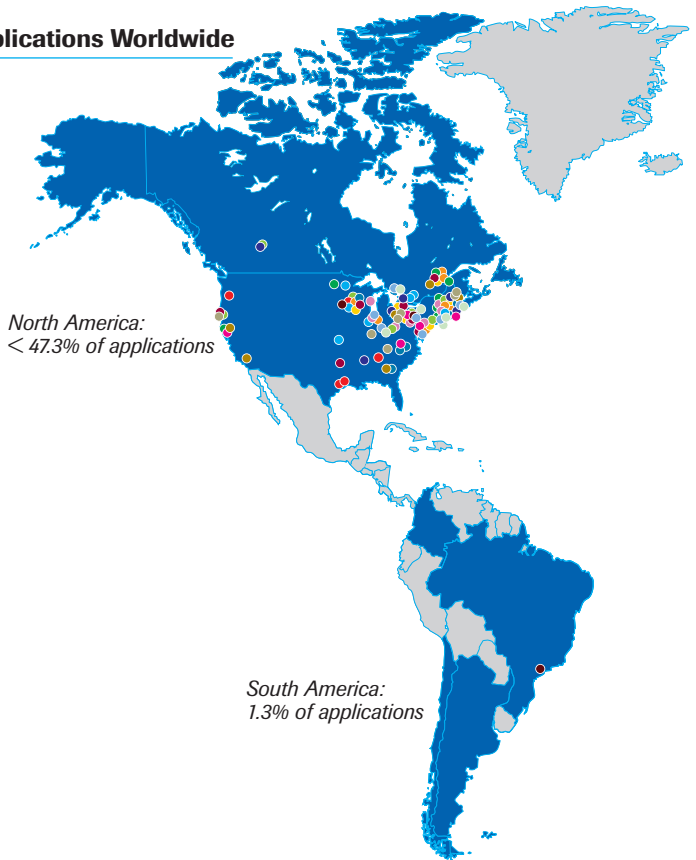 plications Worldwide
North America:
< 47.3% of applications
South America:
1.3% of applications